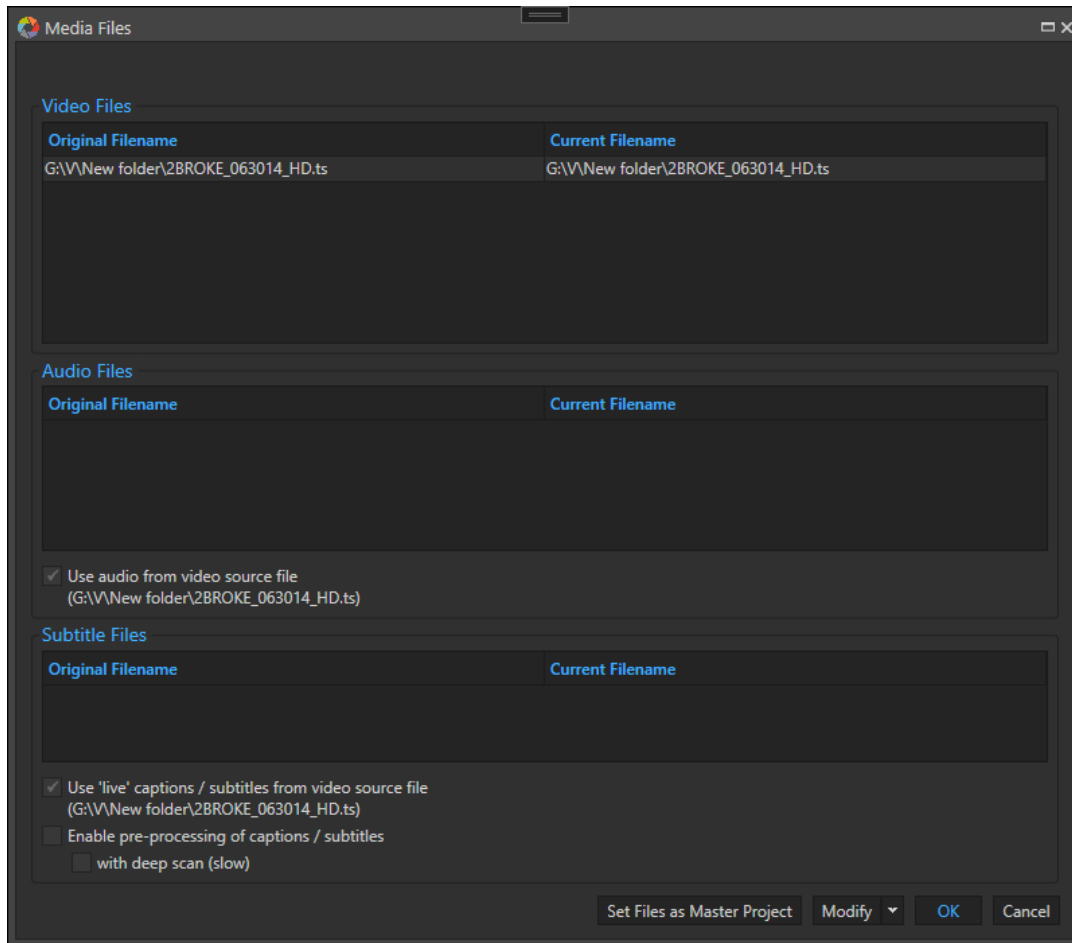 Media Files
Video Files
Original Filename Current Filename
G:\V\New folder\2BROKE_063014_HD.ts G:\V\New folder\2BROKE_063014_HD.ts
Audio Files
Original Filename Current Filename
Use audio from video source file
(G:\V\New folder\2BROKE_063014_HD.ts)
Subtitle Files
Original Filename Current Filename
Use 'live' captions / subtitles from video source file
(G:\V\New folder\2BROKE_063014_HD.ts)
Enable pre-processing of captions / subtitles
with deep scan (slow)
Set Files as Master Project Modify OK Cancel